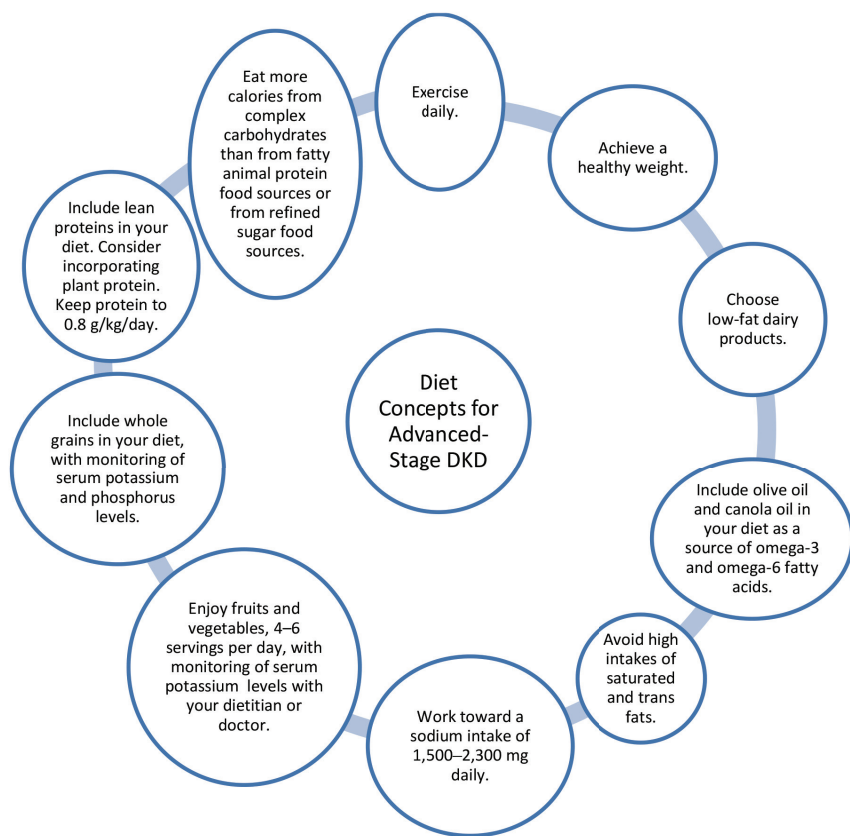 Diet
Concepts for
Advanced-
Stage DKD
Exercise
daily.
Achieve a
healthy weight.
Choose
low-fat dairy
products.
Include olive oil
and canola oil in
your diet as a
source of omega-3
and omega-6 fatty
acids.
Avoid high
intakes of
saturated
and trans
fats.
Work toward a
sodium intake of
1,500–2,300 mg
daily.
Enjoy fruits and
vegetables, 4–6
servings per day, with
monitoring of serum
potassium levels with
your dietitian or
doctor.
Include whole
grains in your diet,
with monitoring of
serum potassium
and phosphorus
levels.
Include lean
proteins in your
diet. Consider
incorporating
plant protein.
Keep protein to
0.8 g/kg/day.
Eat more
calories from
complex
carbohydrates
than from fatty
animal protein
food sources or
from refined
sugar food
sources.